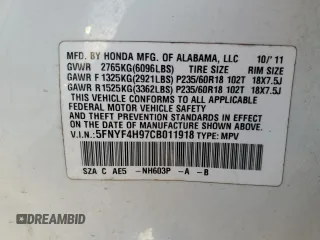 MFD. BY HONDA MFG. OF ALABAMA, LLC 10/'11
GVWR 2765KG(6096LBS) TIRE SIZE RIM SIZE
GAWR F 1325KG(2921LBS) P235/60R18 102T 18X7.5J
GAWR R 1525KG(3362LBS) P235/60R18 102T 18X7.5J
THIS VEHICLE CONFORMS TO ALL APPLICABLE
FEDERAL MOTOR VEHICLE SAFETY
AND THEFT PREVENTION STANDARDS IN EFFECT
ON THE DATE OF MANUFACTURE SHOWN ABOVE.
V.I.N.: 5FNYF4H97CB011918 TYPE: MPV
SZA C AE5 -NH603P -A -B
DREAMBID